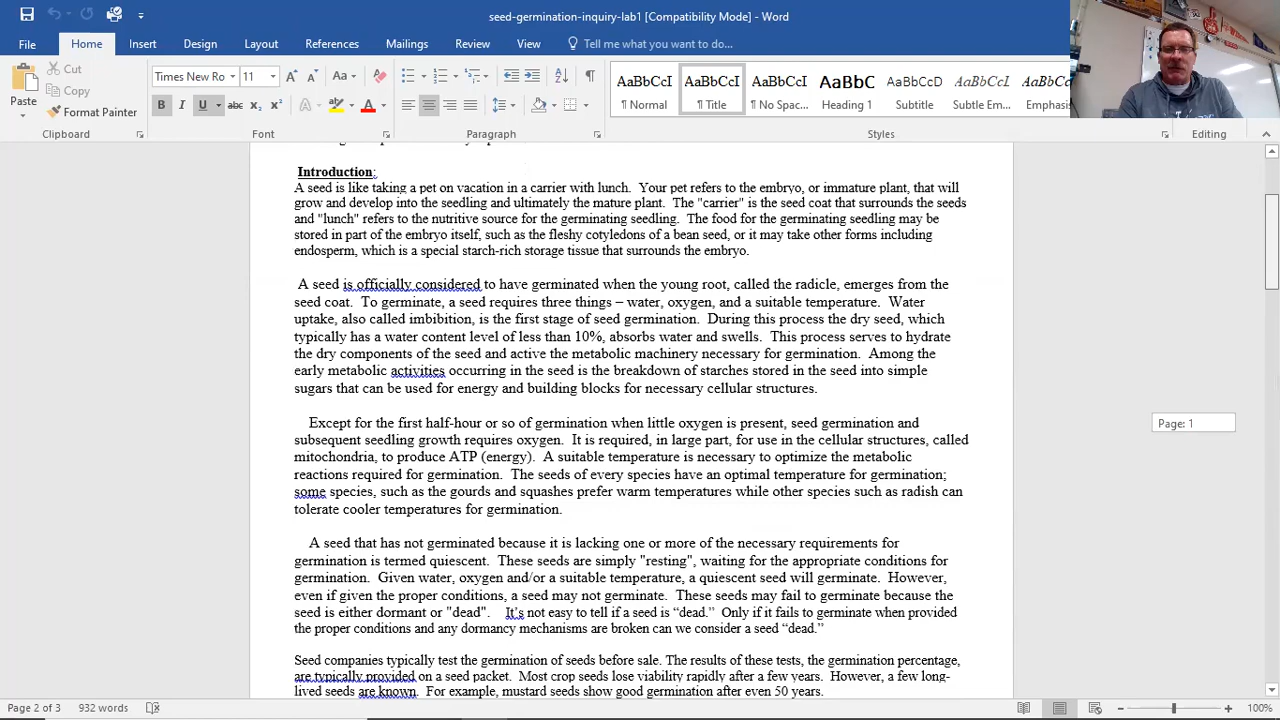 seed-germination-inquiry-lab1 [Compatibility Mode] - Word
File Home Insert Design Layout References Mailings Review View Tell me what you want to do...
Paste
Cut
Copy
Format Painter
Clipboard
Times New Ro 11 Aa
B I U abc x₂ x² A A
Font
Paragraph
AaBbCcI AaBbCcI AaBbCcI AaBbC AaBbCcD AaBbCcI AaBbCcI
¶ Normal ¶ Title ¶ No Spac... Heading 1 Subtitle Subtle Em... Emphasis
Styles
Editing
Introduction:
A seed is like taking a pet on vacation in a carrier with lunch. Your pet refers to the embryo, or immature plant, that will
grow and develop into the seedling and ultimately the mature plant. The "carrier" is the seed coat that surrounds the seeds
and "lunch" refers to the nutritive source for the germinating seedling. The food for the germinating seedling may be
stored in part of the embryo itself, such as the fleshy cotyledons of a bean seed, or it may take other forms including
endosperm, which is a special starch-rich storage tissue that surrounds the embryo.
A seed is officially considered to have germinated when the young root, called the radicle, emerges from the
seed coat. To germinate, a seed requires three things – water, oxygen, and a suitable temperature. Water
uptake, also called imbibition, is the first stage of seed germination. During this process the dry seed, which
typically has a water content level of less than 10%, absorbs water and swells. This process serves to hydrate
the dry components of the seed and active the metabolic machinery necessary for germination. Among the
early metabolic activities occurring in the seed is the breakdown of starches stored in the seed into simple
sugars that can be used for energy and building blocks for necessary cellular structures.
Except for the first half-hour or so of germination when little oxygen is present, seed germination and
subsequent seedling growth requires oxygen. It is required, in large part, for use in the cellular structures, called
mitochondria, to produce ATP (energy). A suitable temperature is necessary to optimize the metabolic
reactions required for germination. The seeds of every species have an optimal temperature for germination;
some species, such as the gourds and squashes prefer warm temperatures while other species such as radish can
tolerate cooler temperatures for germination.
Page: 1
A seed that has not germinated because it is lacking one or more of the necessary requirements for
germination is termed quiescent. These seeds are simply "resting", waiting for the appropriate conditions for
germination. Given water, oxygen and/or a suitable temperature, a quiescent seed will germinate. However,
even if given the proper conditions, a seed may not germinate. These seeds may fail to germinate because the
seed is either dormant or "dead". It's not easy to tell if a seed is “dead.” Only if it fails to germinate when provided
the proper conditions and any dormancy mechanisms are broken can we consider a seed “dead.”
Seed companies typically test the germination of seeds before sale. The results of these tests, the germination percentage,
are typically provided on a seed packet. Most crop seeds lose viability rapidly after a few years. However, a few long-
lived seeds are known. For example, mustard seeds show good germination after even 50 years.
Page 2 of 3 932 words 100%